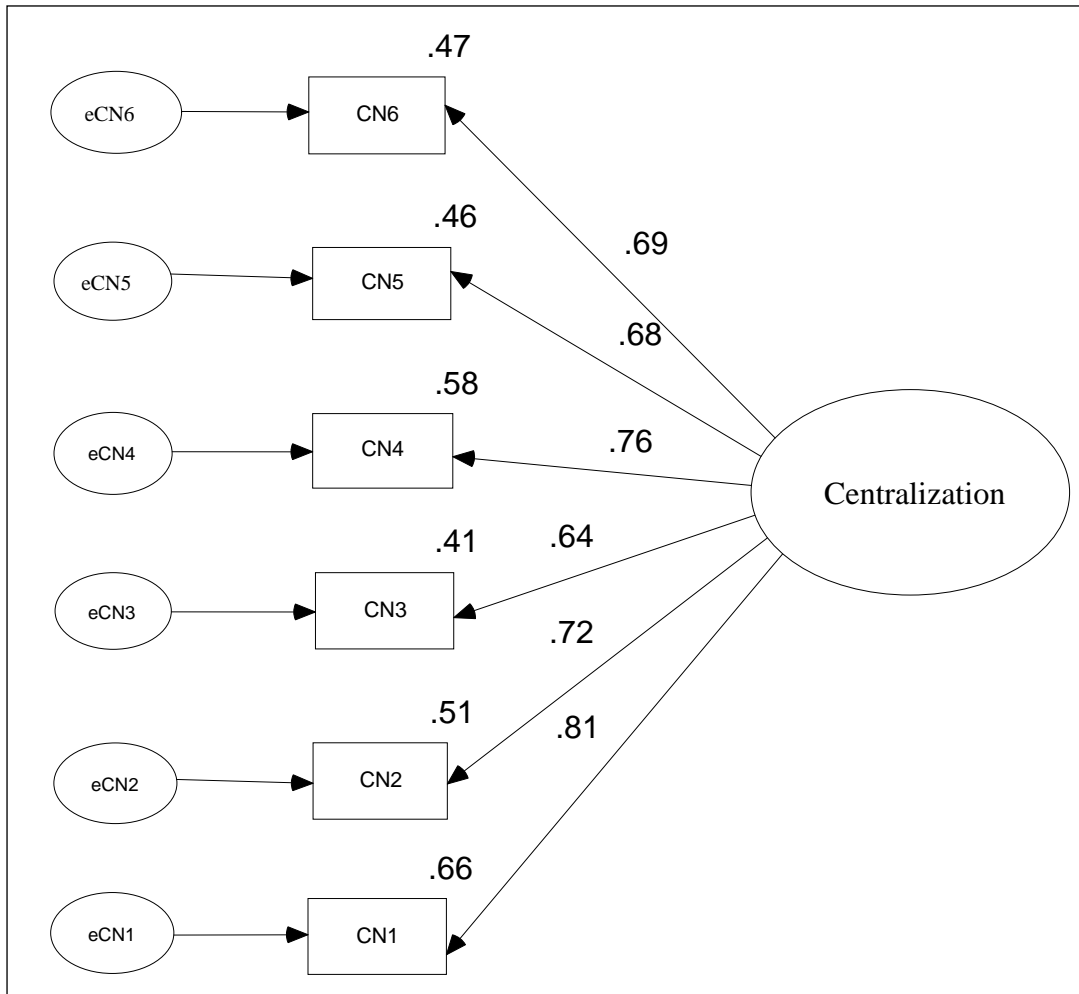 .47
eCN6
CN6
.46
.69
eCN5
CN5
.68
.58
eCN4
CN4
.76
Centralization
.41
.64
eCN3
CN3
.72
.51
.81
eCN2
CN2
.66
eCN1
CN1